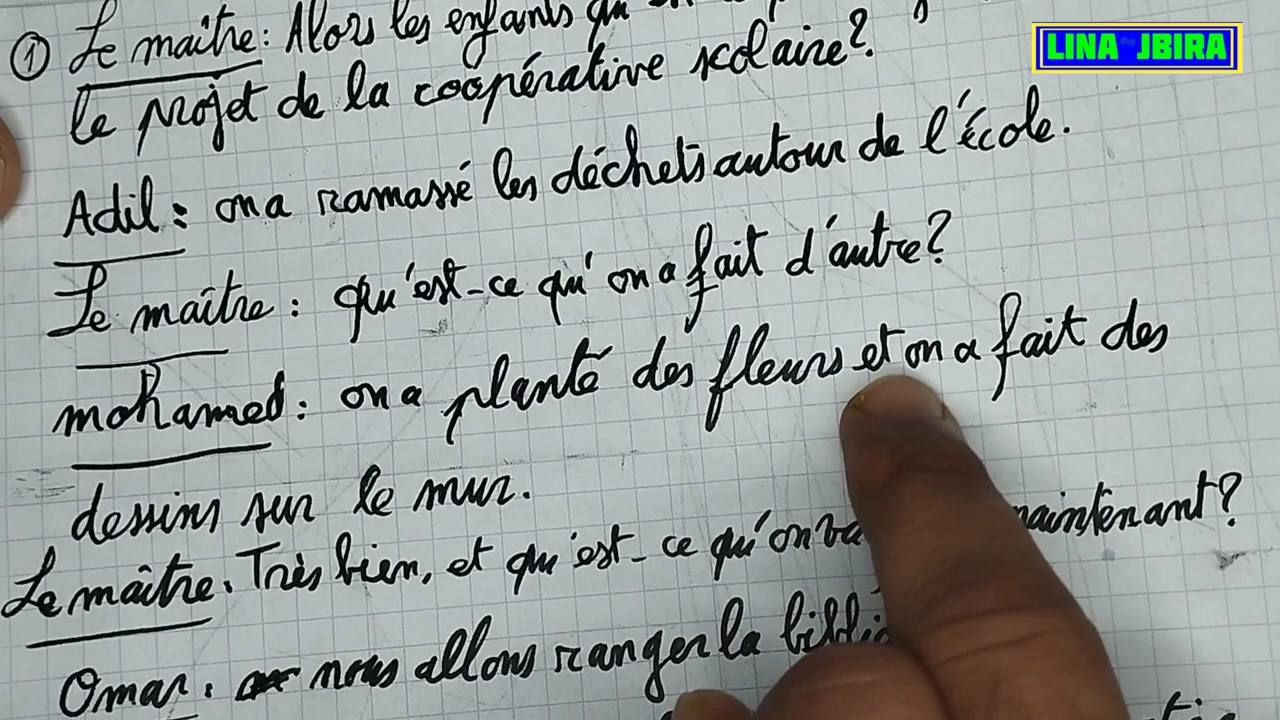 LINA JBIRA
① Le maître: Alors les enfants
le projet de la coopérative scolaire?.
Adil: on a ramassé les déchets autour de l'école.
Le maître: qu'est-ce qu'on a fait d'autre?
mohamed: on a planté des fleurs et on a fait des
dessins sur le mur.
Le maître. Très bien, et qu'est-ce qu'on va maintenant?
Omar. nous allons ranger la